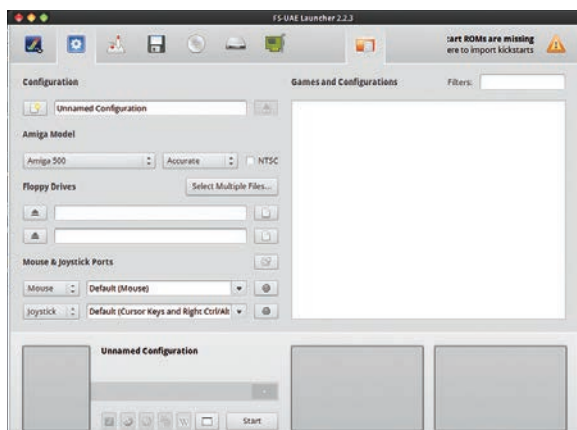 FS-UAE Launcher 2.2.3
:art ROMs are missing
ere to import kickstarts
Configuration
Games and Configurations
Filters:
Unnamed Configuration
Amiga Model
Amiga 500
Accurate
NTSC
Floppy Drives
Select Multiple Files...
Mouse & Joystick Ports
Mouse
Default (Mouse)
Joystick
Default (Cursor Keys and Right Ctrl/Alt
Unnamed Configuration
Start